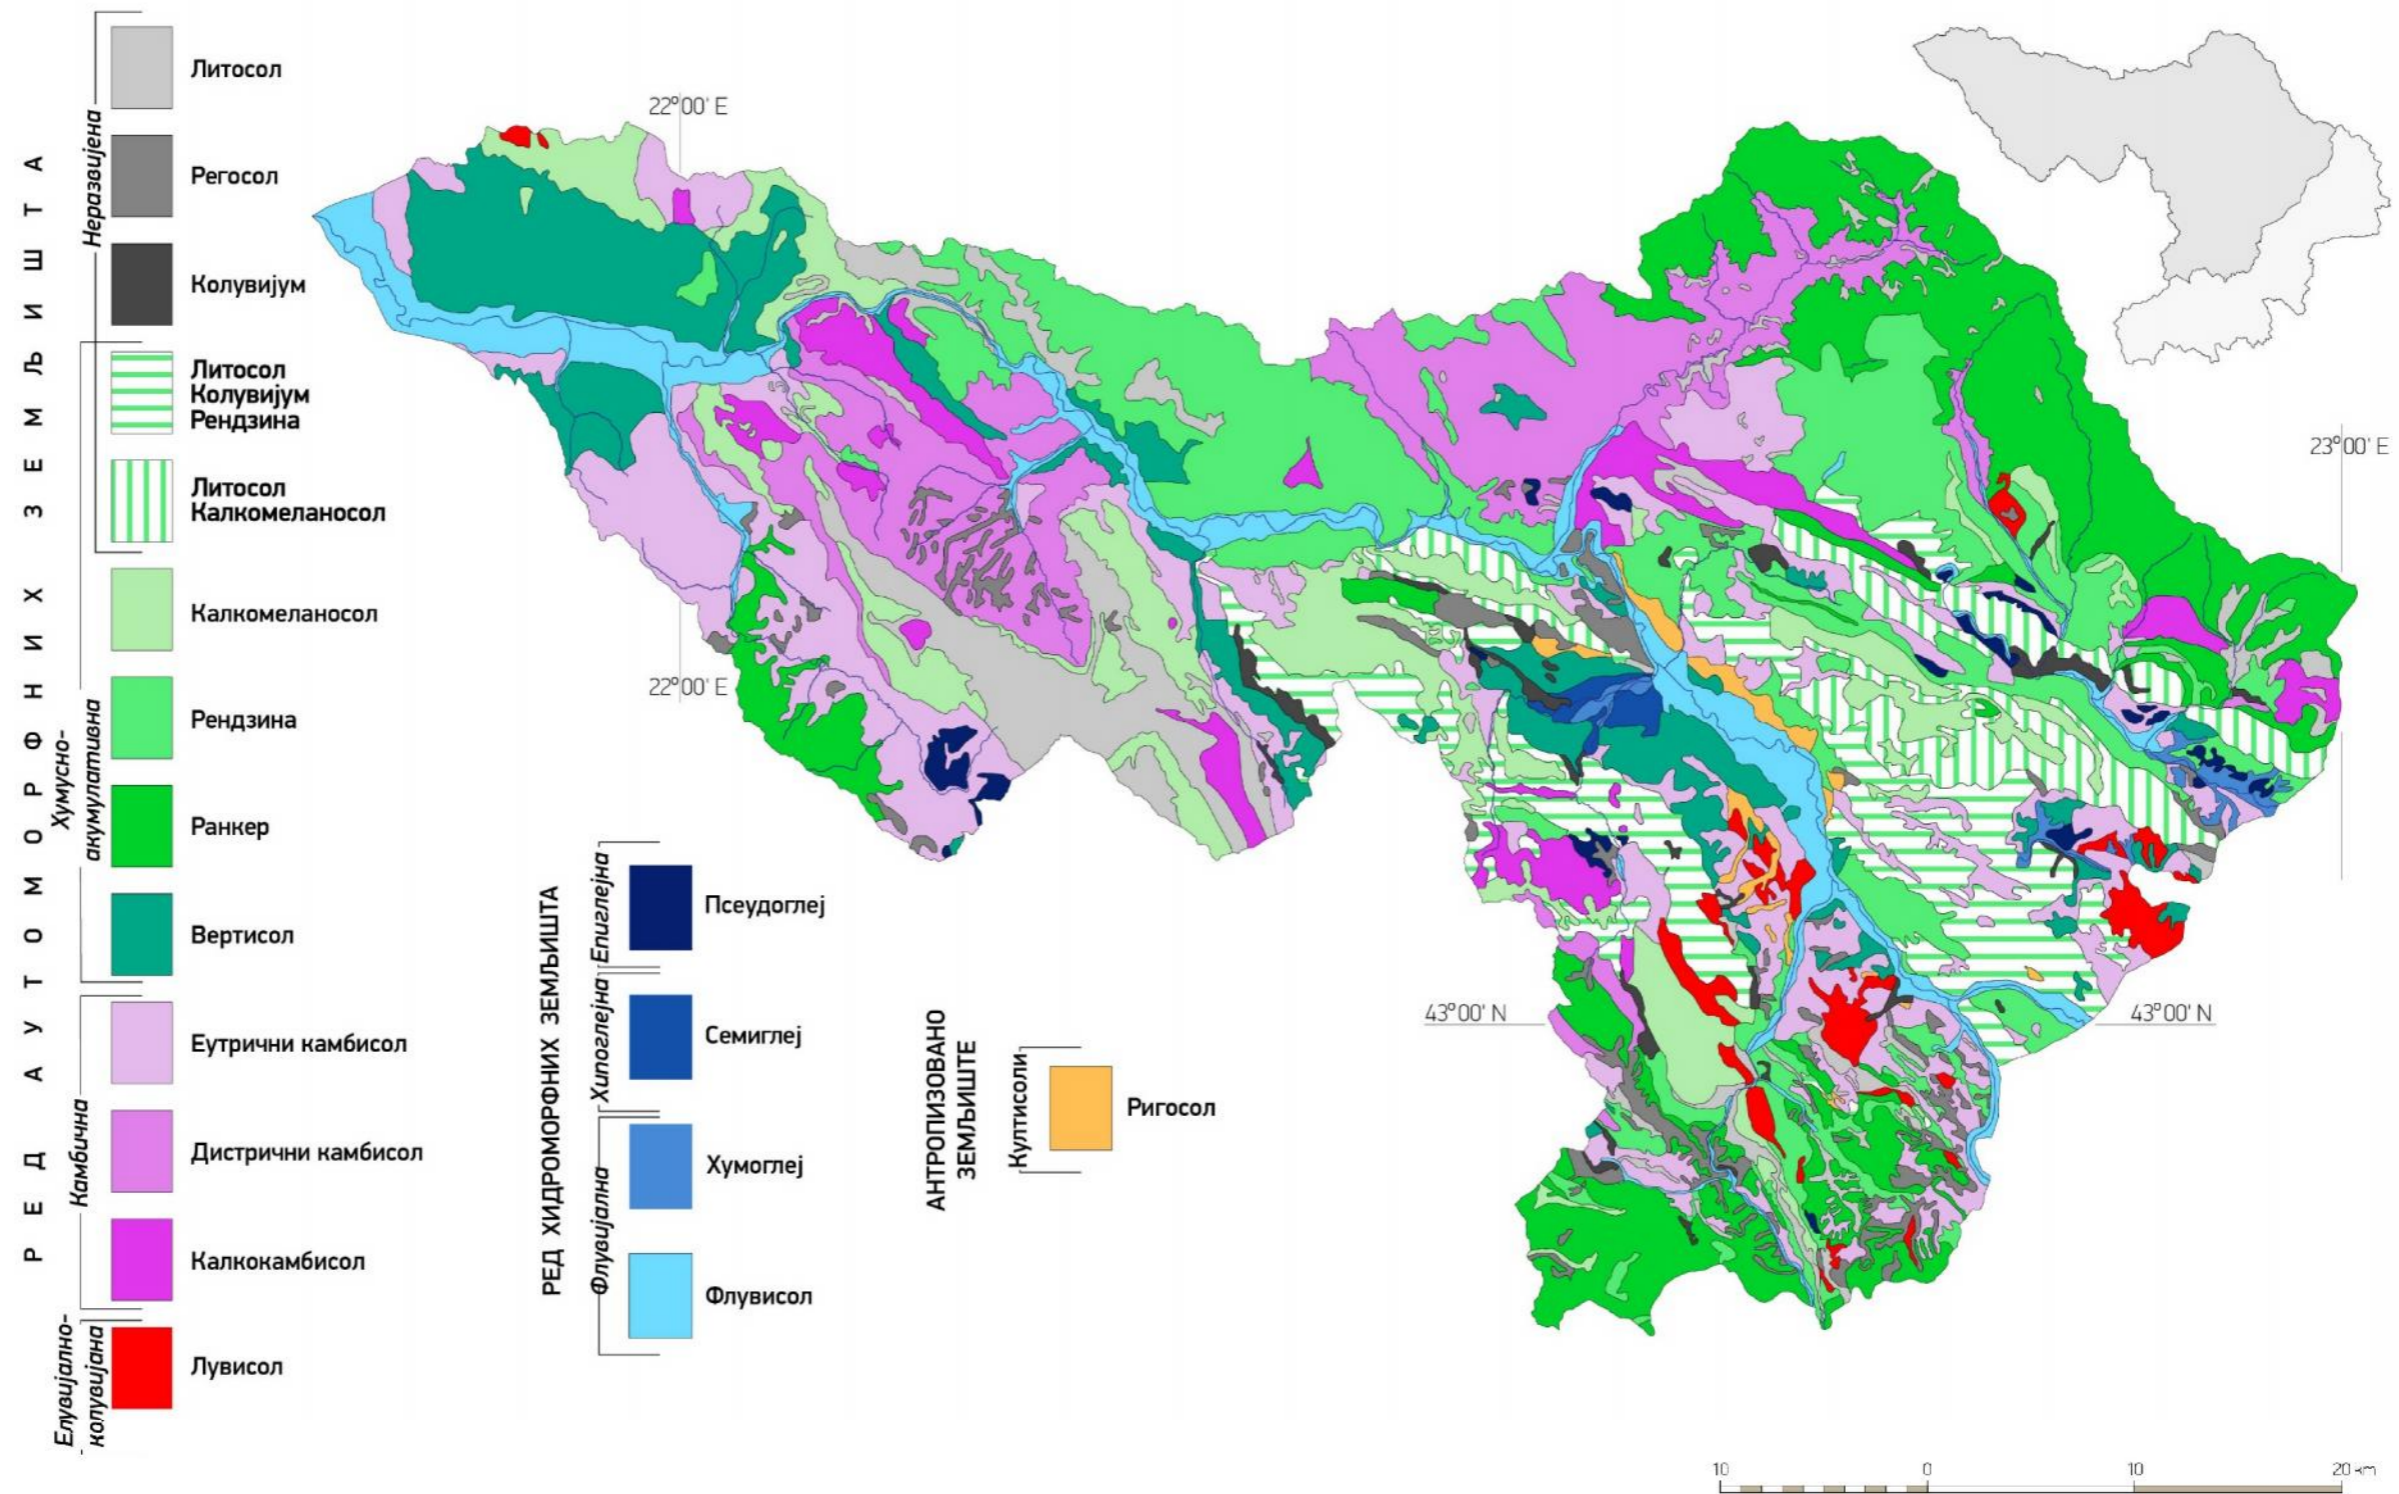 РЕД АУТОМОРФНИХ ЗЕМЉИШТА
Неразвијена
Литосол
Регосол
Колувијум
Литосол
Колувијум
Рендзина
Литосол
Калкомеланосол
Хумусно-
акумулативна
Калкомеланосол
Рендзина
Ранкер
Вертисол
Камбична
Еутрични камбисол
Дистрични камбисол
Калкокамбисол
Елувијално-
колувијана
Лувисол
РЕД ХИДРОМОРФНИХ ЗЕМЉИШТА
Епиглејна
Псеудоглеј
Хипоглејна
Семиглеј
Флувијална
Хумоглеј
Флувисол
АНТРОПИЗОВАНО
ЗЕМЉИШТЕ
Култисоли
Ригосол
22°00' E
23°00' E
22°00' E
43°00' N
43°00' N
10 0 10 20 km